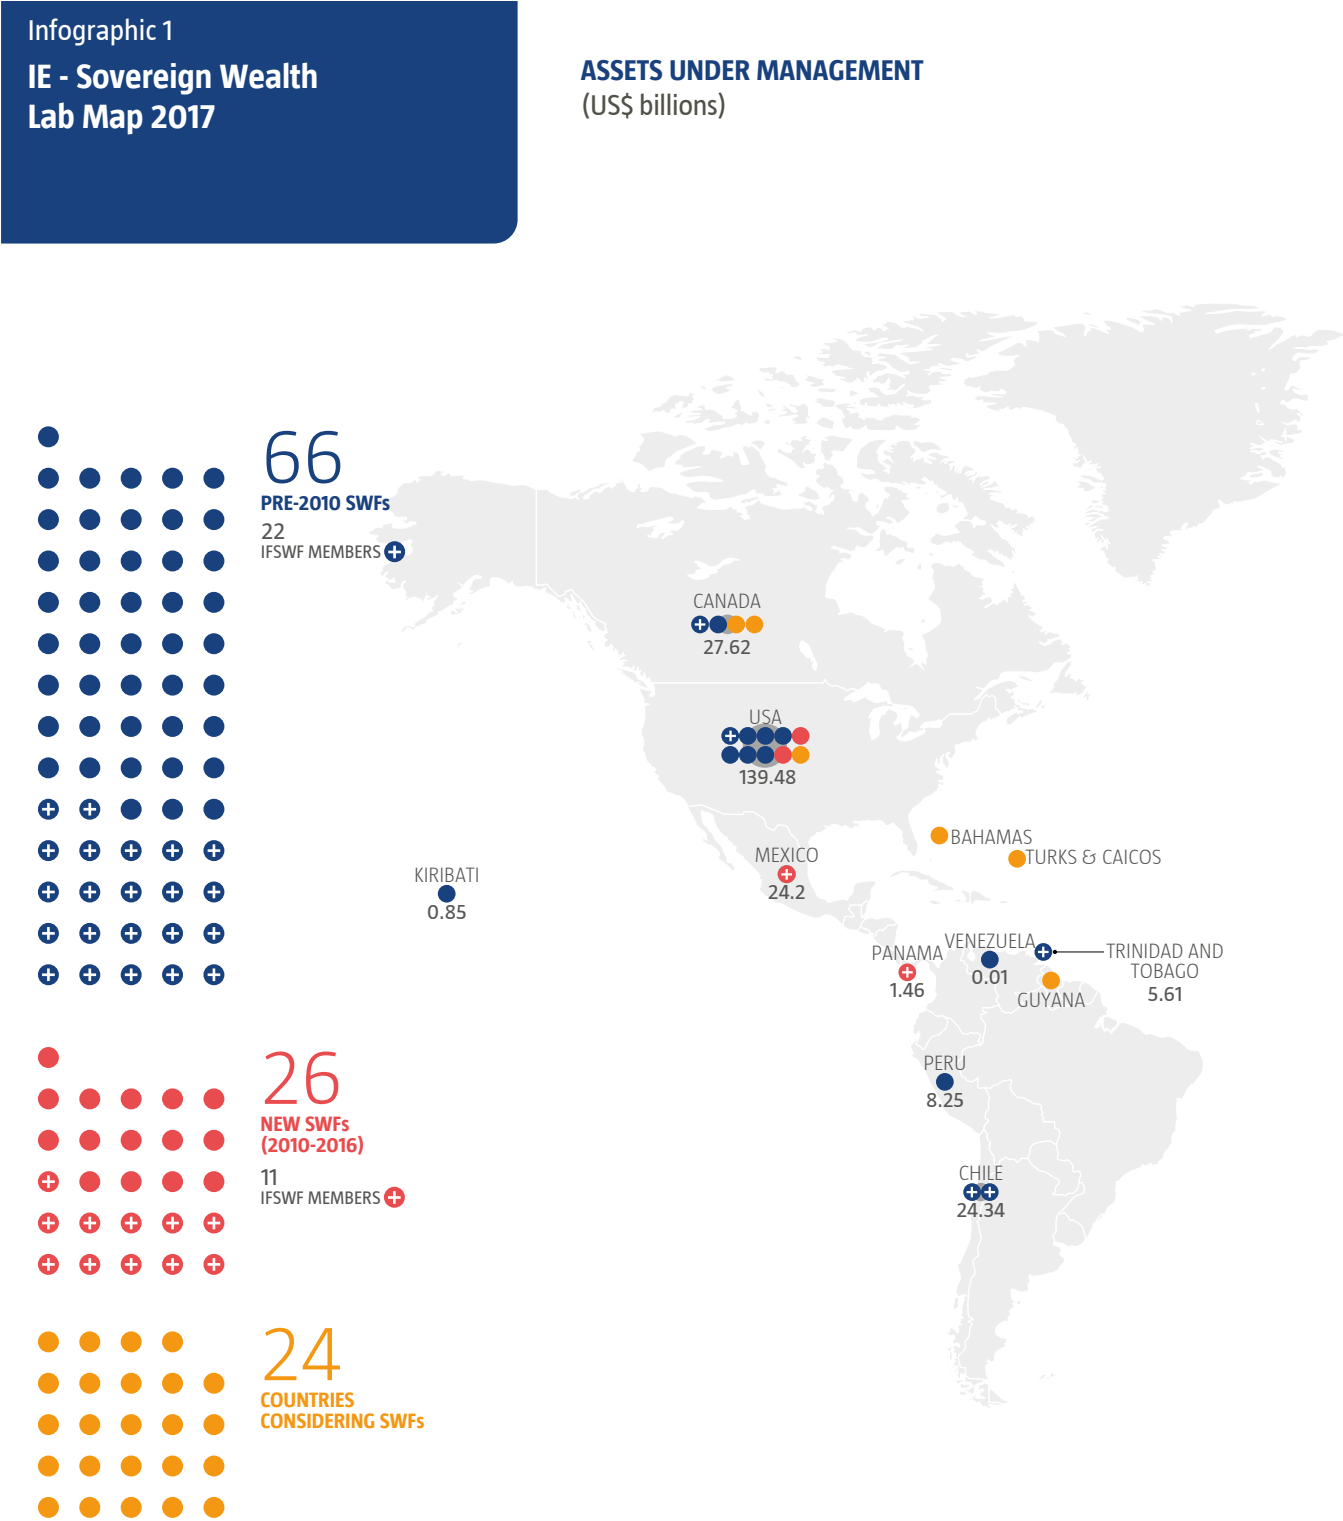 Infographic 1
IE - Sovereign Wealth
Lab Map 2017
ASSETS UNDER MANAGEMENT
(US$ billions)
66
PRE-2010 SWFs
22
IFSWF MEMBERS
26
NEW SWFs
(2010-2016)
11
IFSWF MEMBERS
24
COUNTRIES
CONSIDERING SWFs
CANADA
27.62
USA
139.48
BAHAMAS
TURKS & CAICOS
MEXICO
24.2
KIRIBATI
0.85
PANAMA
1.46
VENEZUELA
0.01
TRINIDAD AND
TOBAGO
5.61
GUYANA
PERU
8.25
CHILE
24.34